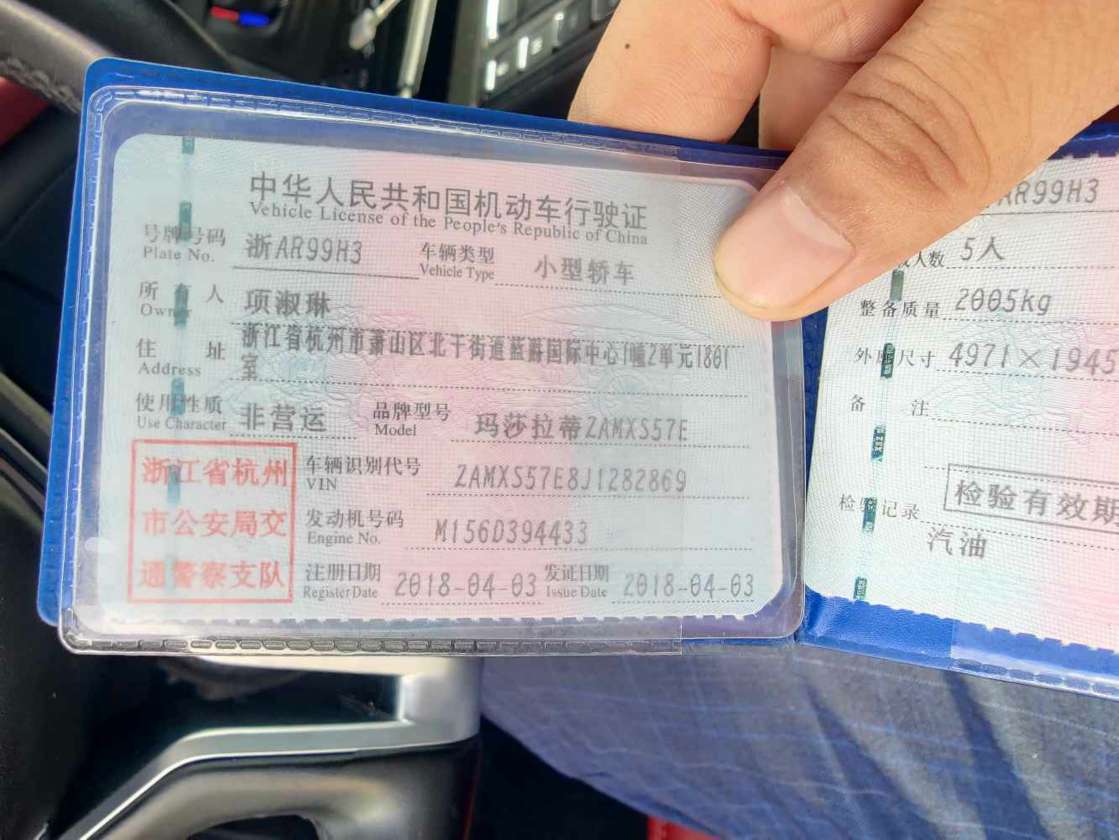 中华人民共和国机动车行驶证
Vehicle License of the People's Republic of China
号牌号码 浙AR99H3 车辆类型 小型轿车
Plate No. Vehicle Type
所有人 项淑琳
Owner
住址 浙江省杭州市萧山区北干街道蓝爵国际中心1幢2单元1801
室
Address
使用性质 非营运 品牌型号 玛莎拉蒂ZAMXS57E
Use Character Model
浙江省杭州
市公安局交
通警察支队
车辆识别代号 ZAMXS57E8J1282869
VIN
发动机号码 M156D394433
Engine No.
注册日期 2018-04-03 发证日期 2018-04-03
Register Date Issue Date
AR99H3
人数 5人
整备质量 2005kg
外廓尺寸 4971×1945
备注
检验有效期
检验记录
汽油